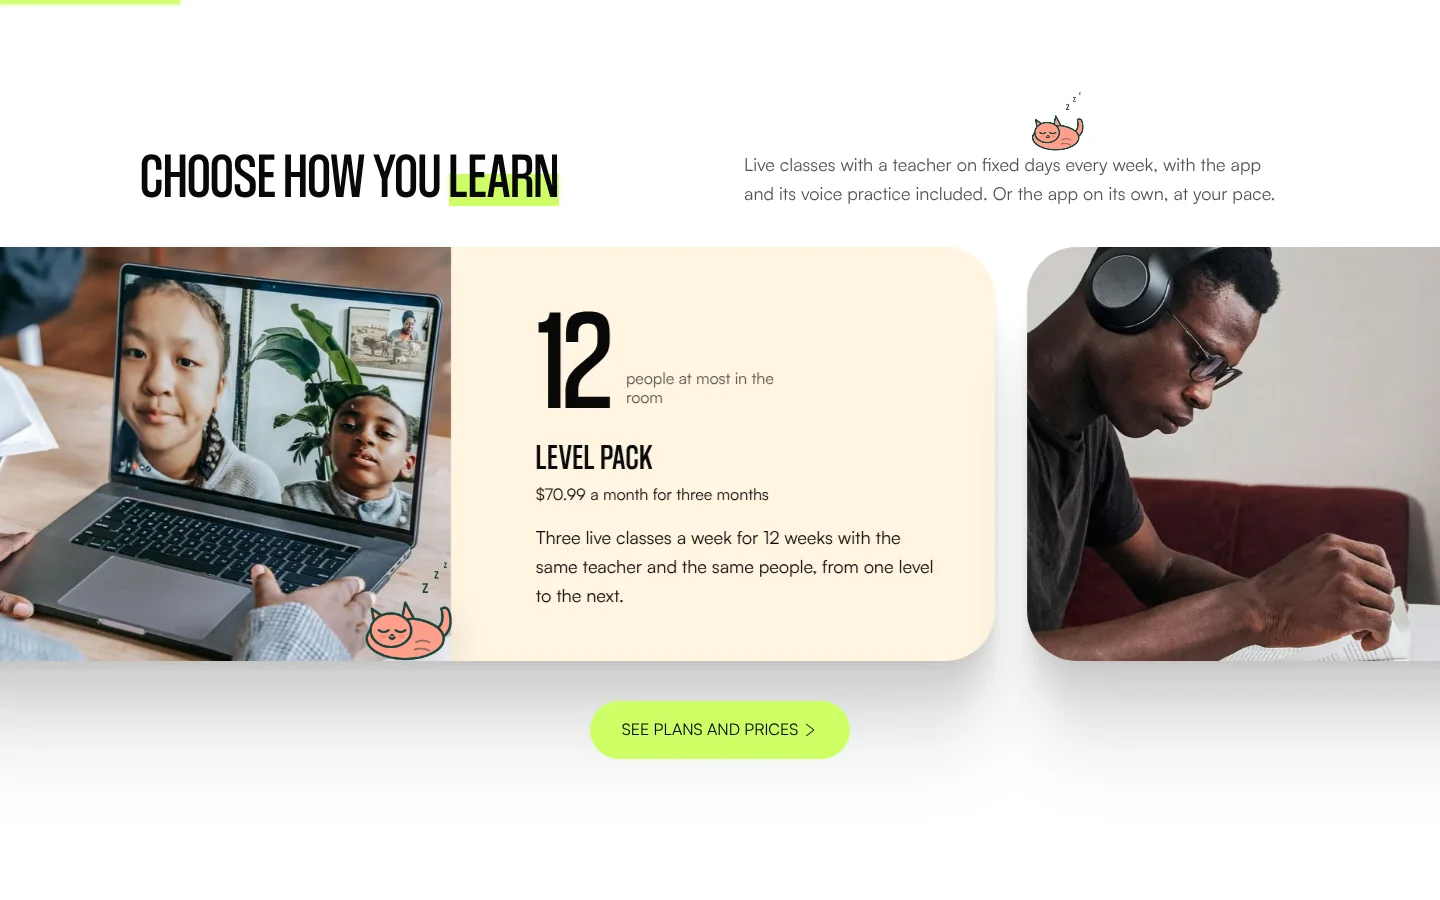 CHOOSE HOW YOU LEARN
z z z
Live classes with a teacher on fixed days every week, with the app
and its voice practice included. Or the app on its own, at your pace.
12
people at most in the
room
LEVEL PACK
$70.99 a month for three months
Three live classes a week for 12 weeks with the
same teacher and the same people, from one level
to the next.
z z z
SEE PLANS AND PRICES